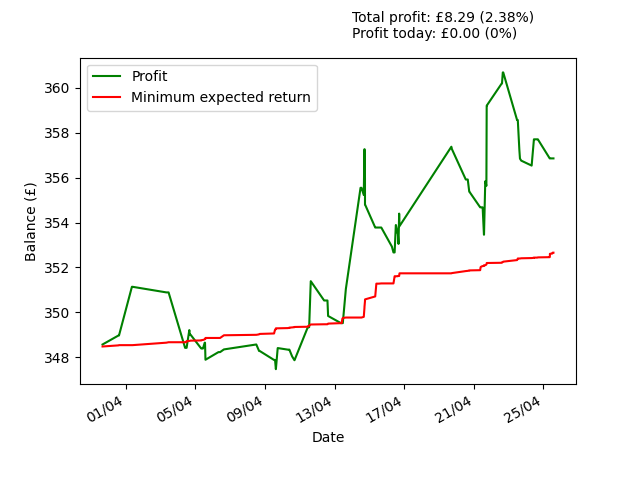 Total profit: £8.29 (2.38%)
Profit today: £0.00 (0%)
Profit
Minimum expected return
360
358
356
354
352
350
348
Balance (£)
01/04
05/04
09/04
13/04
17/04
21/04
25/04
Date